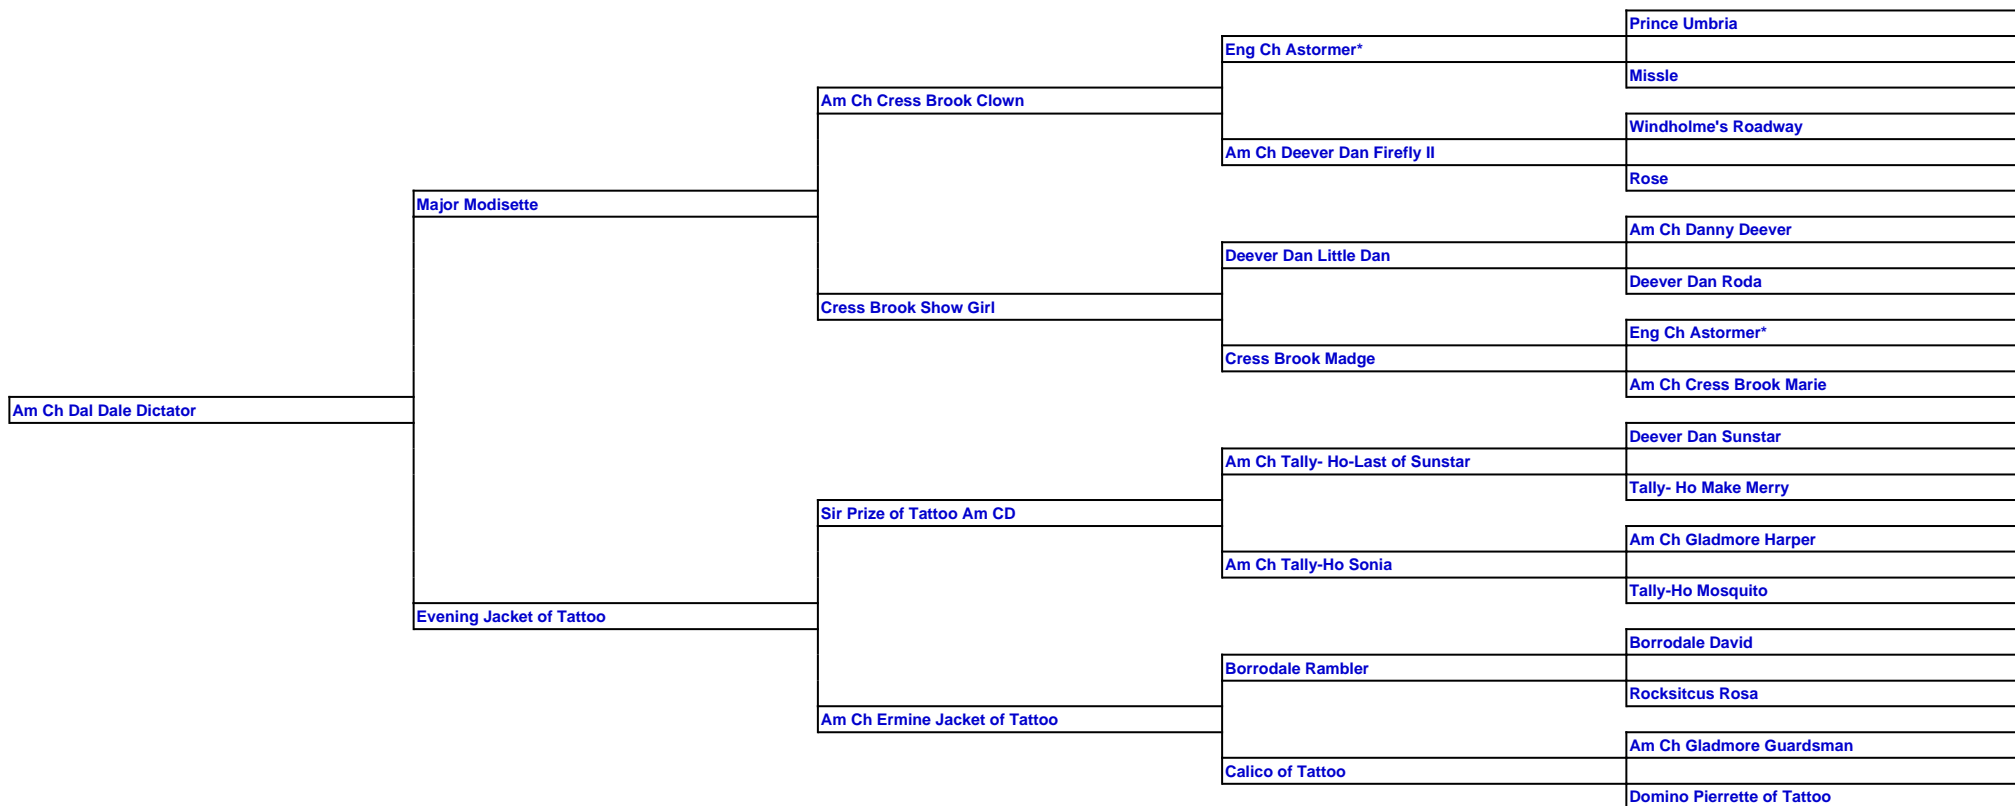 Prince Umbria
Eng Ch Astormer*
Missle
Am Ch Cress Brook Clown
Windholme's Roadway
Am Ch Deever Dan Firefly II
Rose
Major Modisette
Am Ch Danny Deever
Deever Dan Little Dan
Deever Dan Roda
Cress Brook Show Girl
Eng Ch Astormer*
Cress Brook Madge
Am Ch Cress Brook Marie
Am Ch Dal Dale Dictator
Deever Dan Sunstar
Am Ch Tally- Ho-Last of Sunstar
Tally- Ho Make Merry
Sir Prize of Tattoo Am CD
Am Ch Gladmore Harper
Am Ch Tally-Ho Sonia
Tally-Ho Mosquito
Evening Jacket of Tattoo
Borrodale David
Borrodale Rambler
Rocksitcus Rosa
Am Ch Ermine Jacket of Tattoo
Am Ch Gladmore Guardsman
Calico of Tattoo
Domino Pierrette of Tattoo